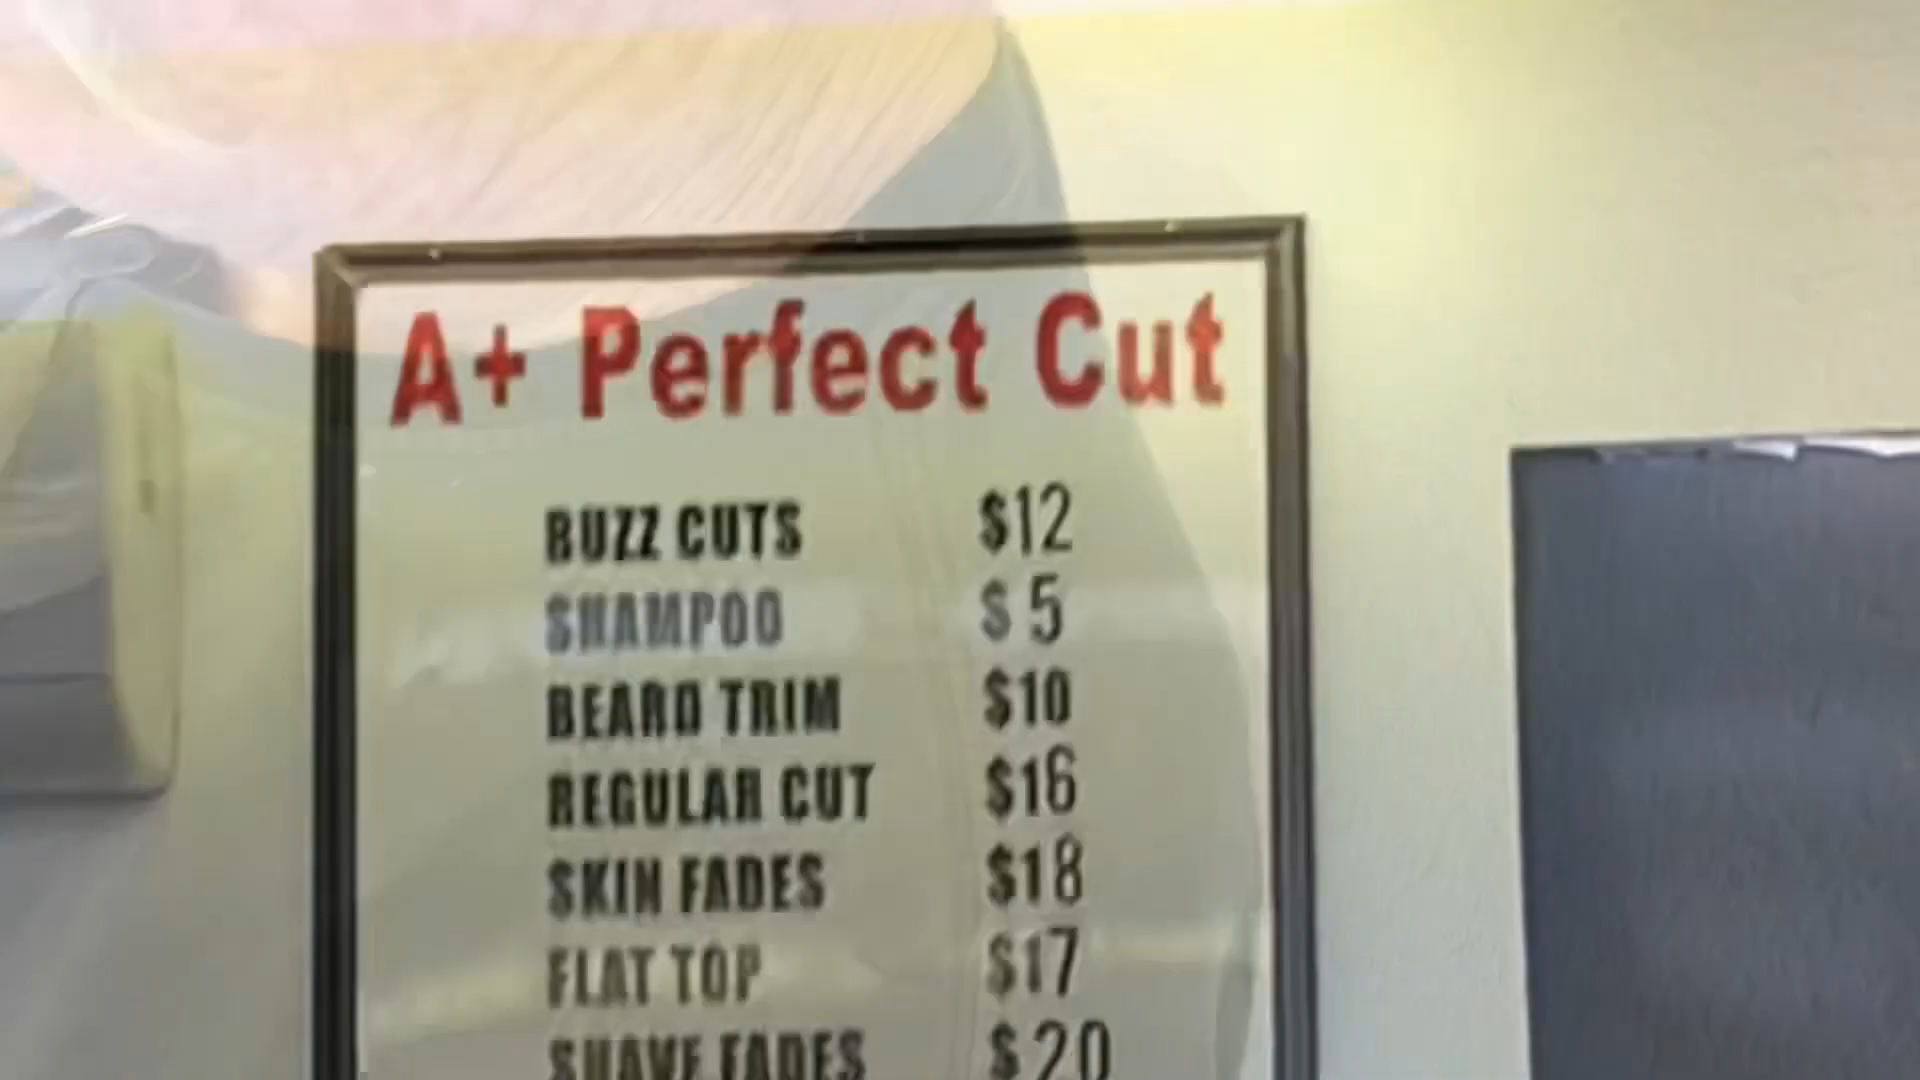 A+ Perfect Cut
BUZZ CUTS $12
SHAMPOO $ 5
BEARD TRIM $10
REGULAR CUT $16
SKIN FADES $18
FLAT TOP $17
SHAVE FADES $20